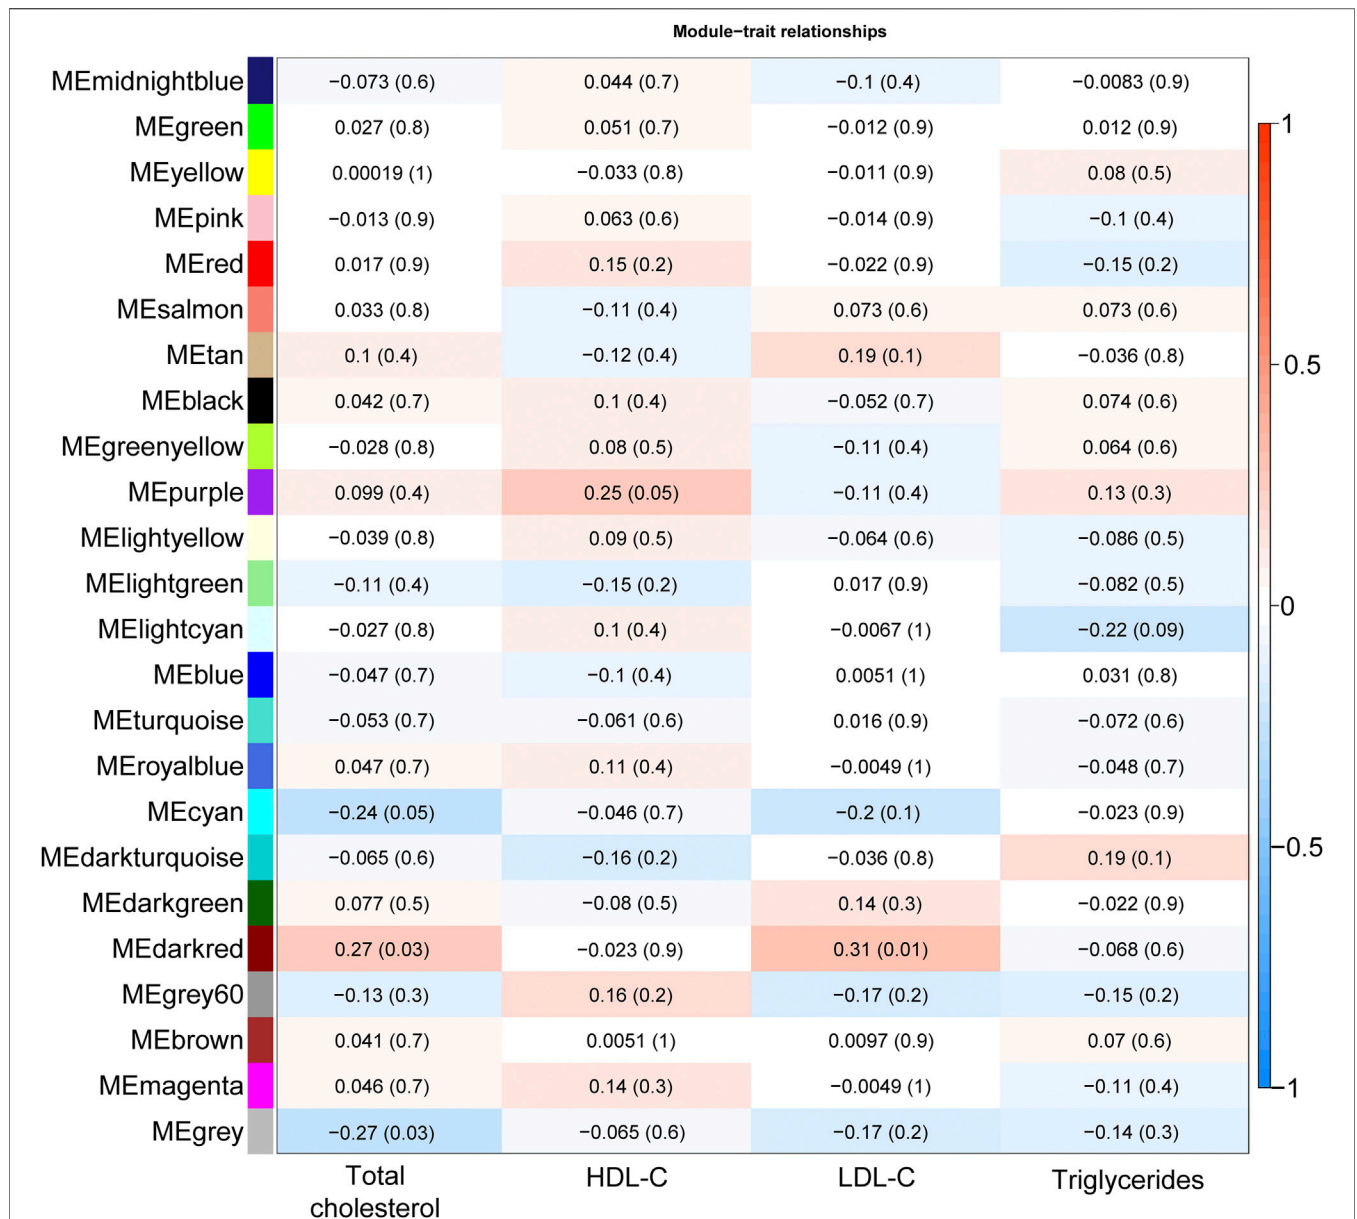 Module−trait relationships
MEmidnightblue −0.073 (0.6) 0.044 (0.7) −0.1 (0.4) −0.0083 (0.9)
MEgreen 0.027 (0.8) 0.051 (0.7) −0.012 (0.9) 0.012 (0.9)
MEyellow 0.00019 (1) −0.033 (0.8) −0.011 (0.9) 0.08 (0.5)
MEpink −0.013 (0.9) 0.063 (0.6) −0.014 (0.9) −0.1 (0.4)
MEred 0.017 (0.9) 0.15 (0.2) −0.022 (0.9) −0.15 (0.2)
MEsalmon 0.033 (0.8) −0.11 (0.4) 0.073 (0.6) 0.073 (0.6)
MEtan 0.1 (0.4) −0.12 (0.4) 0.19 (0.1) −0.036 (0.8)
MEblack 0.042 (0.7) 0.1 (0.4) −0.052 (0.7) 0.074 (0.6)
MEgreenyellow −0.028 (0.8) 0.08 (0.5) −0.11 (0.4) 0.064 (0.6)
MEpurple 0.099 (0.4) 0.25 (0.05) −0.11 (0.4) 0.13 (0.3)
MElightyellow −0.039 (0.8) 0.09 (0.5) −0.064 (0.6) −0.086 (0.5)
MElightgreen −0.11 (0.4) −0.15 (0.2) 0.017 (0.9) −0.082 (0.5)
MElightcyan −0.027 (0.8) 0.1 (0.4) −0.0067 (1) −0.22 (0.09)
MEblue −0.047 (0.7) −0.1 (0.4) 0.0051 (1) 0.031 (0.8)
MEturquoise −0.053 (0.7) −0.061 (0.6) 0.016 (0.9) −0.072 (0.6)
MEroyalblue 0.047 (0.7) 0.11 (0.4) −0.0049 (1) −0.048 (0.7)
MEcyan −0.24 (0.05) −0.046 (0.7) −0.2 (0.1) −0.023 (0.9)
MEdarkturquoise −0.065 (0.6) −0.16 (0.2) −0.036 (0.8) 0.19 (0.1)
MEdarkgreen 0.077 (0.5) −0.08 (0.5) 0.14 (0.3) −0.022 (0.9)
MEdarkred 0.27 (0.03) −0.023 (0.9) 0.31 (0.01) −0.068 (0.6)
MEgrey60 −0.13 (0.3) 0.16 (0.2) −0.17 (0.2) −0.15 (0.2)
MEbrown 0.041 (0.7) 0.0051 (1) 0.0097 (0.9) 0.07 (0.6)
MEmagenta 0.046 (0.7) 0.14 (0.3) −0.0049 (1) −0.11 (0.4)
MEgrey −0.27 (0.03) −0.065 (0.6) −0.17 (0.2) −0.14 (0.3)
Total
cholesterol
HDL-C
LDL-C
Triglycerides
1
0.5
0
−0.5
−1